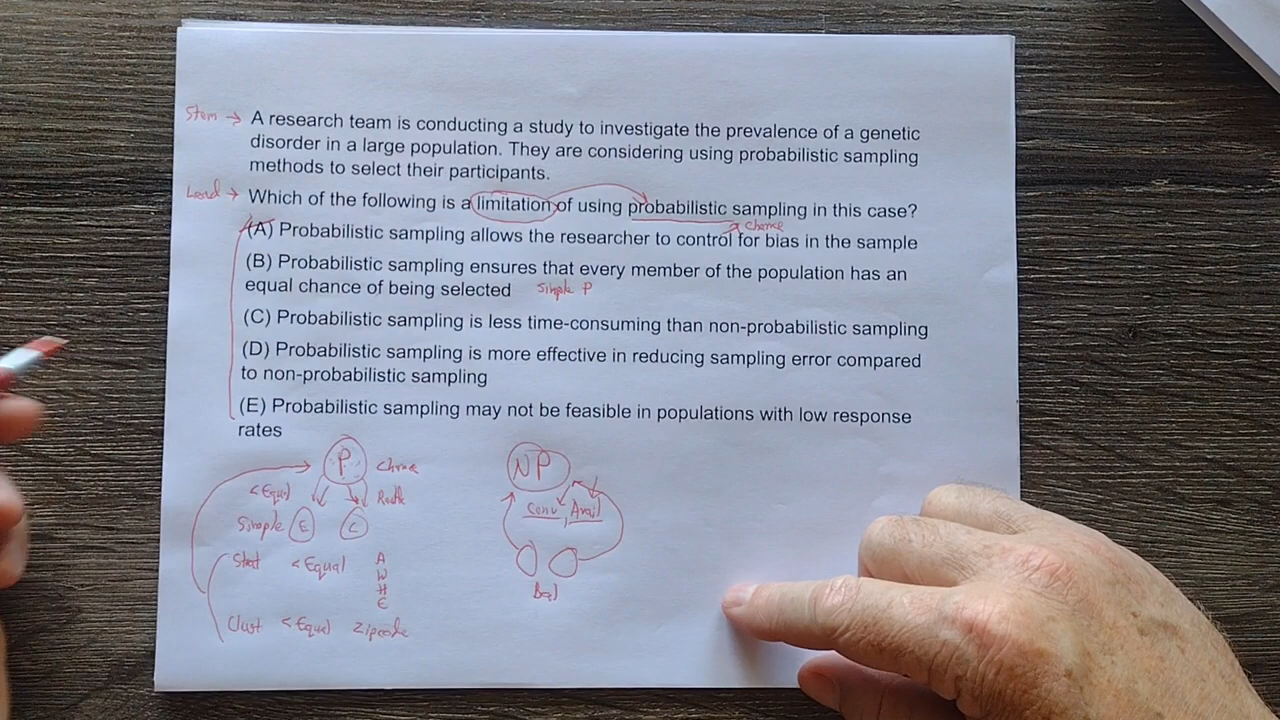 Stem → A research team is conducting a study to investigate the prevalence of a genetic
disorder in a large population. They are considering using probabilistic sampling
methods to select their participants.
Lead → Which of the following is a limitation of using probabilistic sampling in this case?
chance
(A) Probabilistic sampling allows the researcher to control for bias in the sample
(B) Probabilistic sampling ensures that every member of the population has an
equal chance of being selected simple P
(C) Probabilistic sampling is less time-consuming than non-probabilistic sampling
(D) Probabilistic sampling is more effective in reducing sampling error compared
to non-probabilistic sampling
(E) Probabilistic sampling may not be feasible in populations with low response
rates
P NP
<Equal
Conv, Avail
Simple E C
Strat <Equal A
W
H
E
Clust <Equal Zipcode